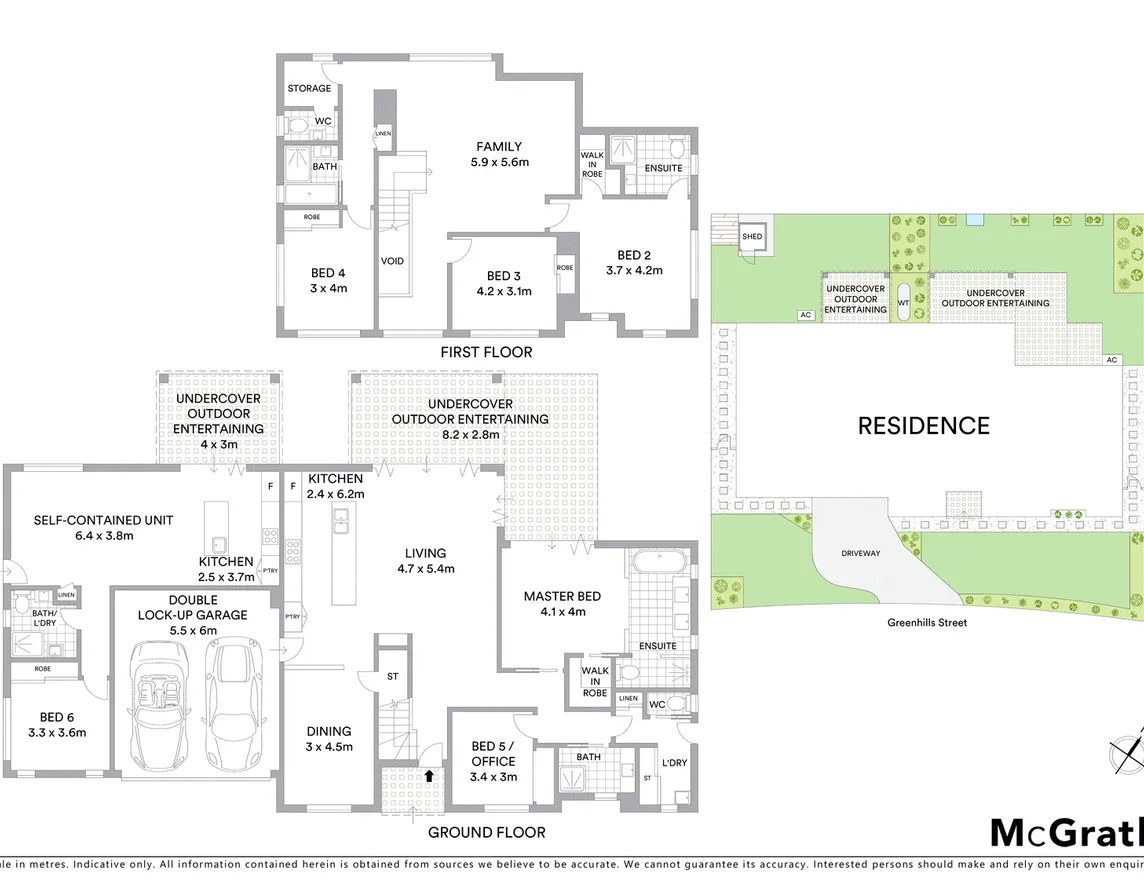 STORAGE
WC
LINEN
BATH
ROBE
BED 4
3 x 4m
VOID
FAMILY
5.9 x 5.6m
WALK
IN
ROBE
ENSUITE
BED 3
4.2 x 3.1m
ROBE
BED 2
3.7 x 4.2m
FIRST FLOOR
UNDERCOVER
OUTDOOR
ENTERTAINING
4 x 3m
UNDERCOVER
OUTDOOR ENTERTAINING
8.2 x 2.8m
SELF-CONTAINED UNIT
6.4 x 3.8m
F
KITCHEN
2.5 x 3.7m
PTRY
F
KITCHEN
2.4 x 6.2m
PTRY
LIVING
4.7 x 5.4m
LINEN
BATH/
L'DRY
ROBE
BED 6
3.3 x 3.6m
DOUBLE
LOCK-UP GARAGE
5.5 x 6m
DINING
3 x 4.5m
ST
MASTER BED
4.1 x 4m
ENSUITE
WALK
IN
ROBE
LINEN
WC
BED 5 /
OFFICE
3.4 x 3m
BATH
ST
L'DRY
GROUND FLOOR
SHED
UNDERCOVER
OUTDOOR
ENTERTAINING
WT
UNDERCOVER
OUTDOOR ENTERTAINING
AC
AC
RESIDENCE
DRIVEWAY
Greenhills Street
McGrath
le in metres. Indicative only. All information contained herein is obtained from sources we believe to be accurate. We cannot guarantee its accuracy. Interested persons should make and rely on their own enquir